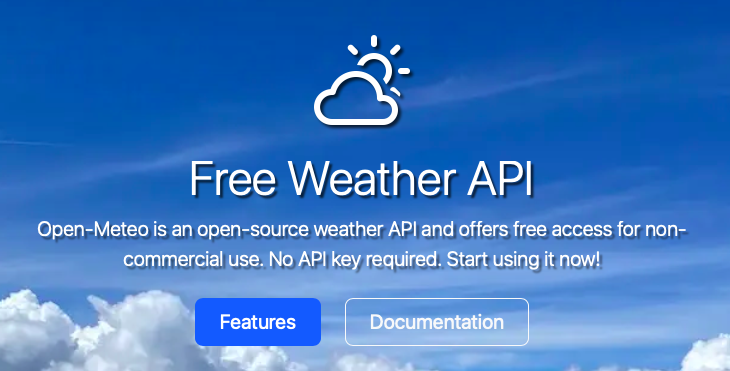 Free Weather API
Open-Meteo is an open-source weather API and offers free access for non-
commercial use. No API key required. Start using it now!
Features
Documentation